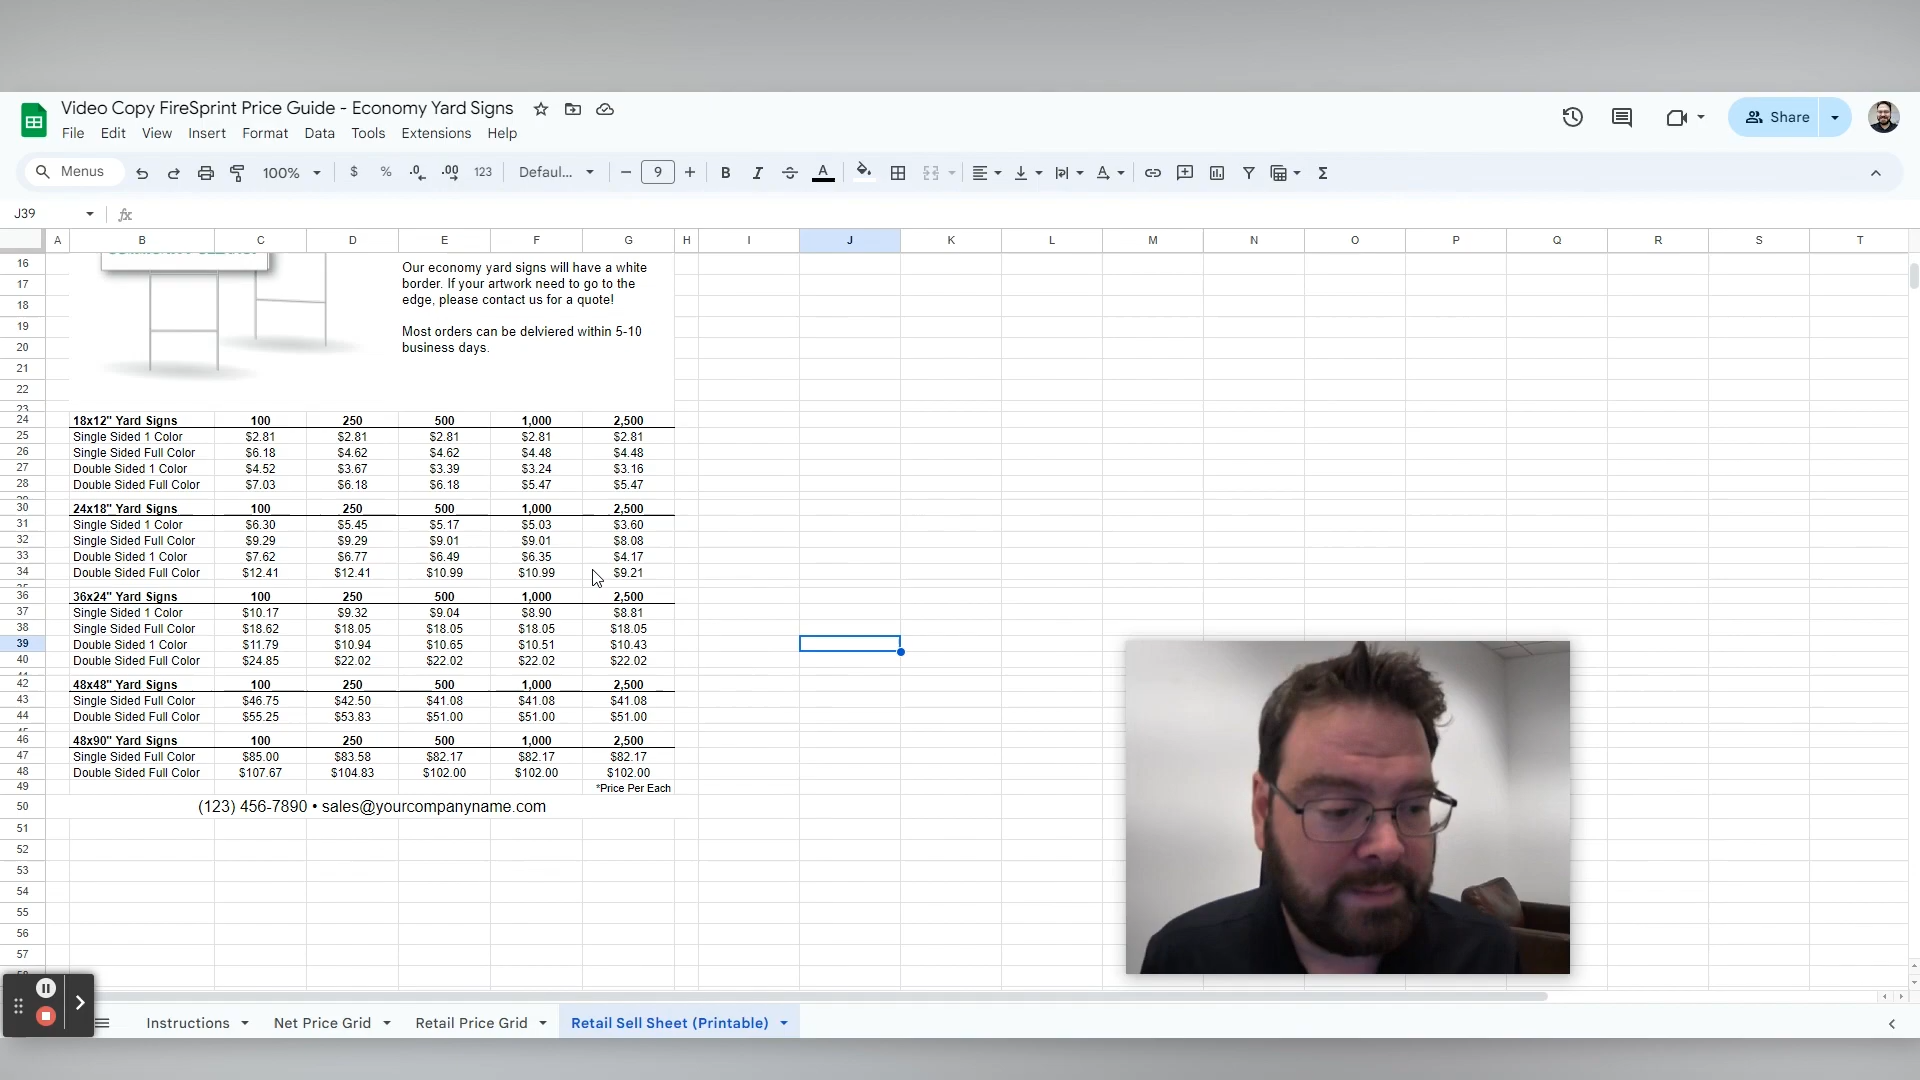 Video Copy FireSprint Price Guide - Economy Yard Signs
File Edit View Insert Format Data Tools Extensions Help
Share
Menus 100% $ % .0 .00 123 Defaul... 9 B I A
J39
A B C D E F G H I J K L M N O P Q R S T
16 Our economy yard signs will have a white
17 border. If your artwork need to go to the
18 edge, please contact us for a quote!
19 Most orders can be delviered within 5-10
20 business days.
21
22
23
24 18x12" Yard Signs 100 250 500 1,000 2,500
25 Single Sided 1 Color $2.81 $2.81 $2.81 $2.81 $2.81
26 Single Sided Full Color $6.18 $4.62 $4.62 $4.48 $4.48
27 Double Sided 1 Color $4.52 $3.67 $3.39 $3.24 $3.16
28 Double Sided Full Color $7.03 $6.18 $6.18 $5.47 $5.47
30 24x18" Yard Signs 100 250 500 1,000 2,500
31 Single Sided 1 Color $6.30 $5.45 $5.17 $5.03 $3.60
32 Single Sided Full Color $9.29 $9.29 $9.01 $9.01 $8.08
33 Double Sided 1 Color $7.62 $6.77 $6.49 $6.35 $4.17
34 Double Sided Full Color $12.41 $12.41 $10.99 $10.99 $9.21
36 36x24" Yard Signs 100 250 500 1,000 2,500
37 Single Sided 1 Color $10.17 $9.32 $9.04 $8.90 $8.81
38 Single Sided Full Color $18.62 $18.05 $18.05 $18.05 $18.05
39 Double Sided 1 Color $11.79 $10.94 $10.65 $10.51 $10.43
40 Double Sided Full Color $24.85 $22.02 $22.02 $22.02 $22.02
42 48x48" Yard Signs 100 250 500 1,000 2,500
43 Single Sided Full Color $46.75 $42.50 $41.08 $41.08 $41.08
44 Double Sided Full Color $55.25 $53.83 $51.00 $51.00 $51.00
46 48x90" Yard Signs 100 250 500 1,000 2,500
47 Single Sided Full Color $85.00 $83.58 $82.17 $82.17 $82.17
48 Double Sided Full Color $107.67 $104.83 $102.00 $102.00 $102.00
49 *Price Per Each
50 (123) 456-7890 • sales@yourcompanyname.com
51
52
53
54
55
56
57
Instructions Net Price Grid Retail Price Grid Retail Sell Sheet (Printable)